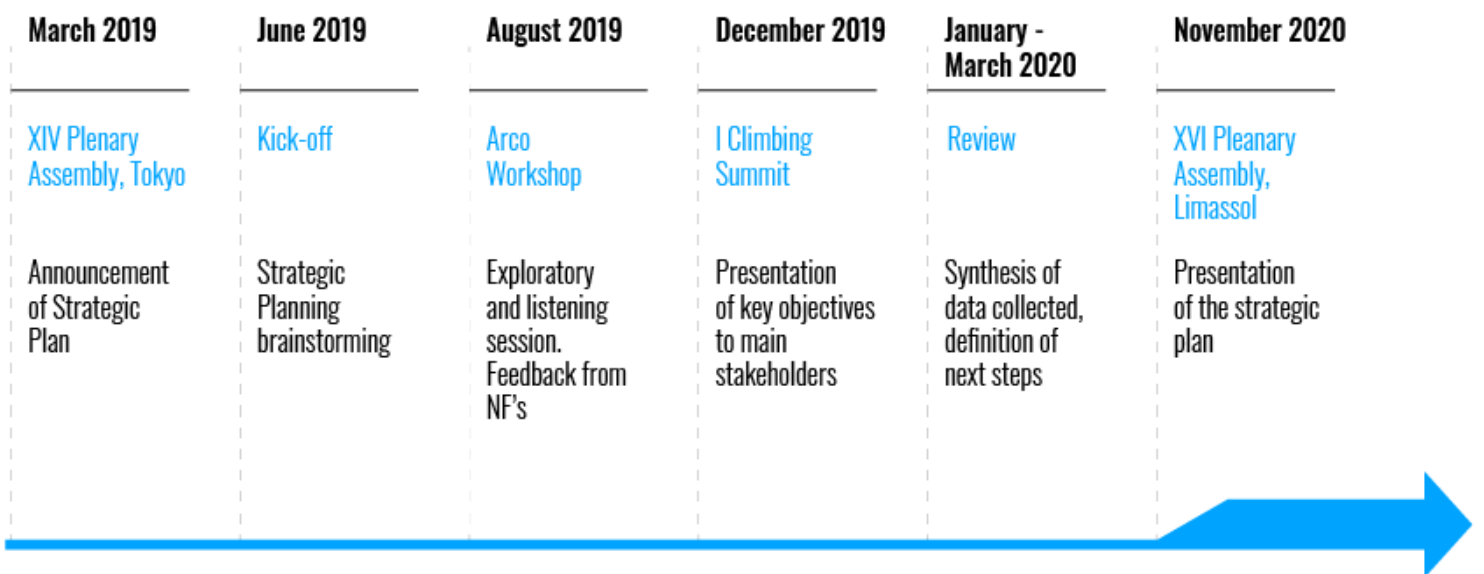 March 2019
XIV Plenary
Assembly, Tokyo
Announcement
of Strategic
Plan
June 2019
Kick-off
Strategic
Planning
brainstorming
August 2019
Arco
Workshop
Exploratory
and listening
session.
Feedback from
NF's
December 2019
I Climbing
Summit
Presentation
of key objectives
to main
stakeholders
January -
March 2020
Review
Synthesis of
data collected,
definition of
next steps
November 2020
XVI Pleanary
Assembly,
Limassol
Presentation
of the strategic
plan